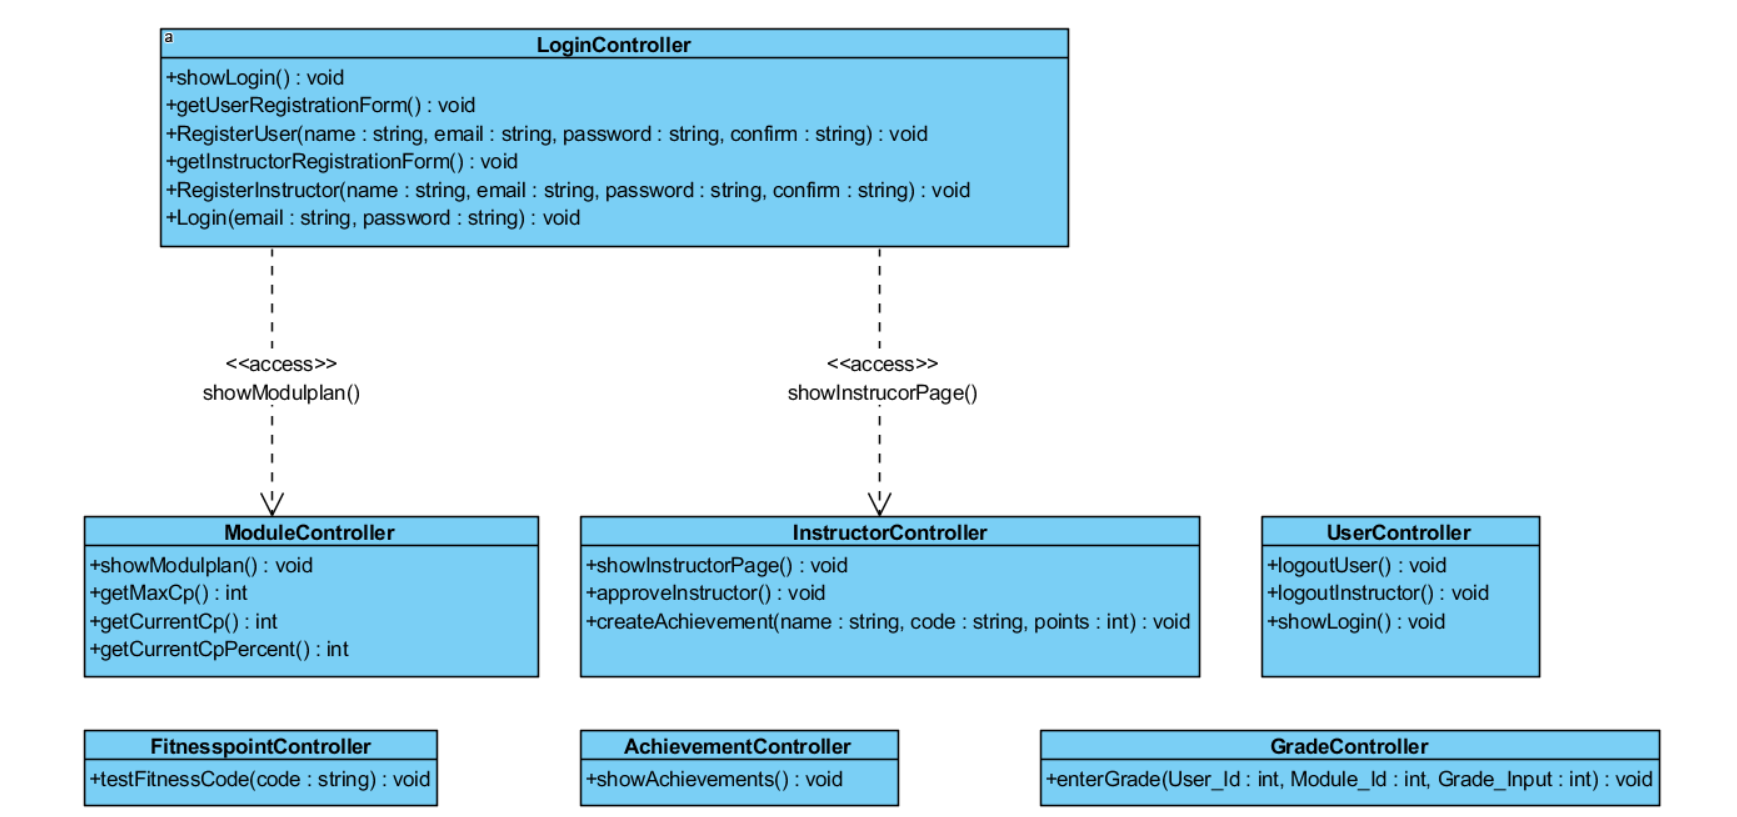 a
LoginController
+showLogin() : void
+getUserRegistrationForm() : void
+RegisterUser(name : string, email : string, password : string, confirm : string) : void
+getInstructorRegistrationForm() : void
+RegisterInstructor(name : string, email : string, password : string, confirm : string) : void
+Login(email : string, password : string) : void
<<access>>
showModulplan()
<<access>>
showInstrucorPage()
ModuleController
+showModulplan() : void
+getMaxCp() : int
+getCurrentCp() : int
+getCurrentCpPercent() : int
InstructorController
+showInstructorPage() : void
+approveInstructor() : void
+createAchievement(name : string, code : string, points : int) : void
UserController
+logoutUser() : void
+logoutInstructor() : void
+showLogin() : void
FitnesspointController
+testFitnessCode(code : string) : void
AchievementController
+showAchievements() : void
GradeController
+enterGrade(User_Id : int, Module_Id : int, Grade_Input : int) : void